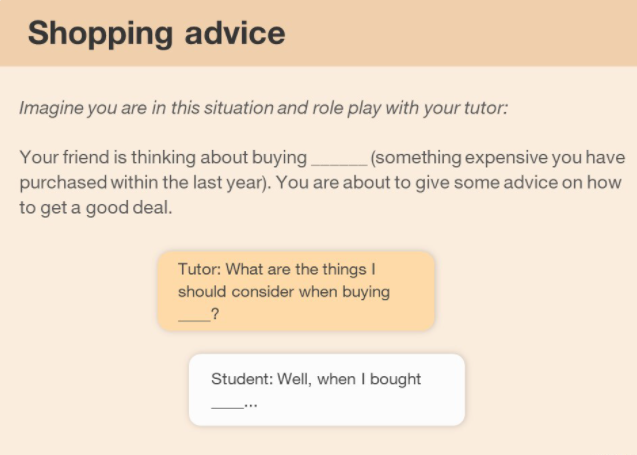 Shopping advice
Imagine you are in this situation and role play with your tutor:
Your friend is thinking about buying ______ (something expensive you have
purchased within the last year). You are about to give some advice on how
to get a good deal.
Tutor: What are the things I
should consider when buying
____?
Student: Well, when I bought
____...